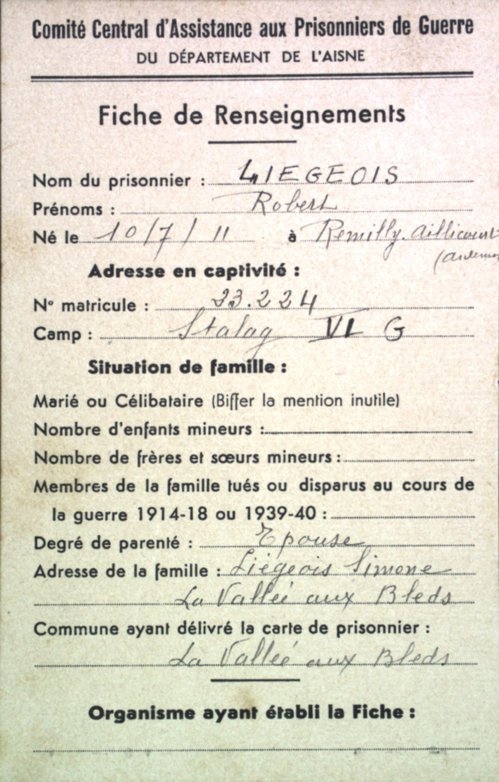 Comité Central d'Assistance aux Prisonniers de Guerre
DU DÉPARTEMENT DE L'AISNE
Fiche de Renseignements
Nom du prisonnier : LIEGEOIS
Prénoms : Robert
Né le 10/7/11 à Remilly-Aillicourt
(Ardennes
Adresse en captivité :
N° matricule : 23.224
Camp : Stalag VI G
Situation de famille :
Marié ou Célibataire (Biffer la mention inutile)
Nombre d'enfants mineurs :
Nombre de frères et sœurs mineurs :
Membres de la famille tués ou disparus au cours de
la guerre 1914-18 ou 1939-40 :
Degré de parenté : Epouse
Adresse de la famille : Liégeois Simone
La Vallée aux Bleds
Commune ayant délivré la carte de prisonnier :
La Vallée aux Bleds
Organisme ayant établi la Fiche :